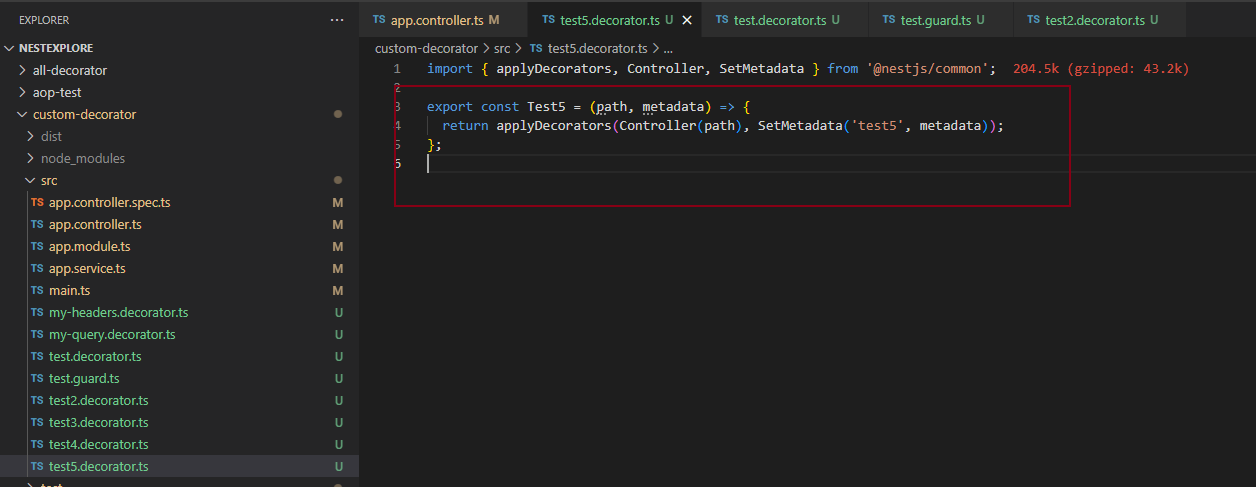 EXPLORER
NESTEXPLORE
all-decorator
aop-test
custom-decorator
dist
node_modules
src
TS app.controller.spec.ts M
TS app.controller.ts M
TS app.module.ts M
TS app.service.ts M
TS main.ts M
TS my-headers.decorator.ts U
TS my-query.decorator.ts U
TS test.decorator.ts U
TS test.guard.ts U
TS test2.decorator.ts U
TS test3.decorator.ts U
TS test4.decorator.ts U
TS test5.decorator.ts U
test
TS app.controller.ts M TS test5.decorator.ts U TS test.decorator.ts U TS test.guard.ts U TS test2.decorator.ts U
custom-decorator > src > TS test5.decorator.ts > ...
1 import { applyDecorators, Controller, SetMetadata } from '@nestjs/common'; 204.5k (gzipped: 43.2k)
2
3 export const Test5 = (path, metadata) => {
4 return applyDecorators(Controller(path), SetMetadata('test5', metadata));
5 };
6